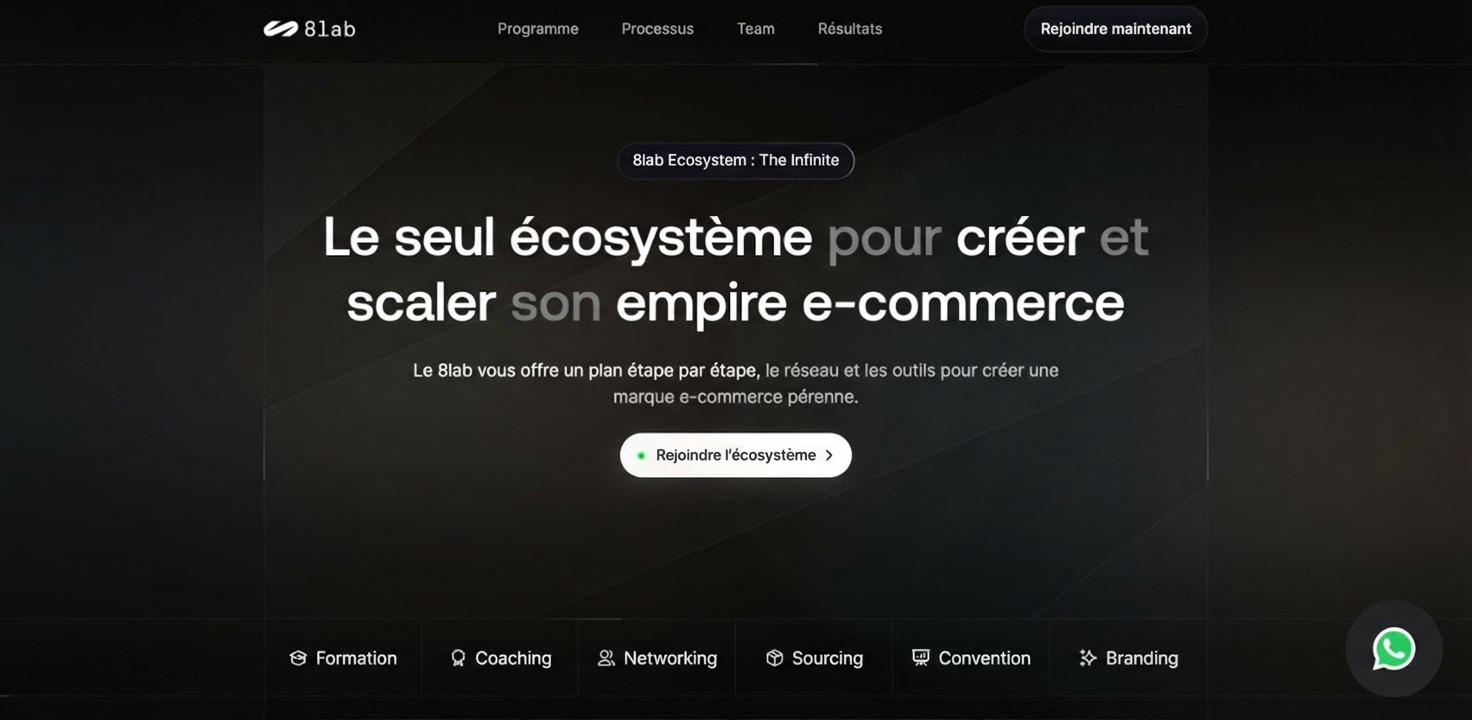 8lab
Programme
Processus
Team
Résultats
Rejoindre maintenant
8lab Ecosystem : The Infinite
Le seul écosystème pour créer et
scaler son empire e-commerce
Le 8lab vous offre un plan étape par étape, le réseau et les outils pour créer une
marque e-commerce pérenne.
Rejoindre l'écosystème
Formation
Coaching
Networking
Sourcing
Convention
Branding